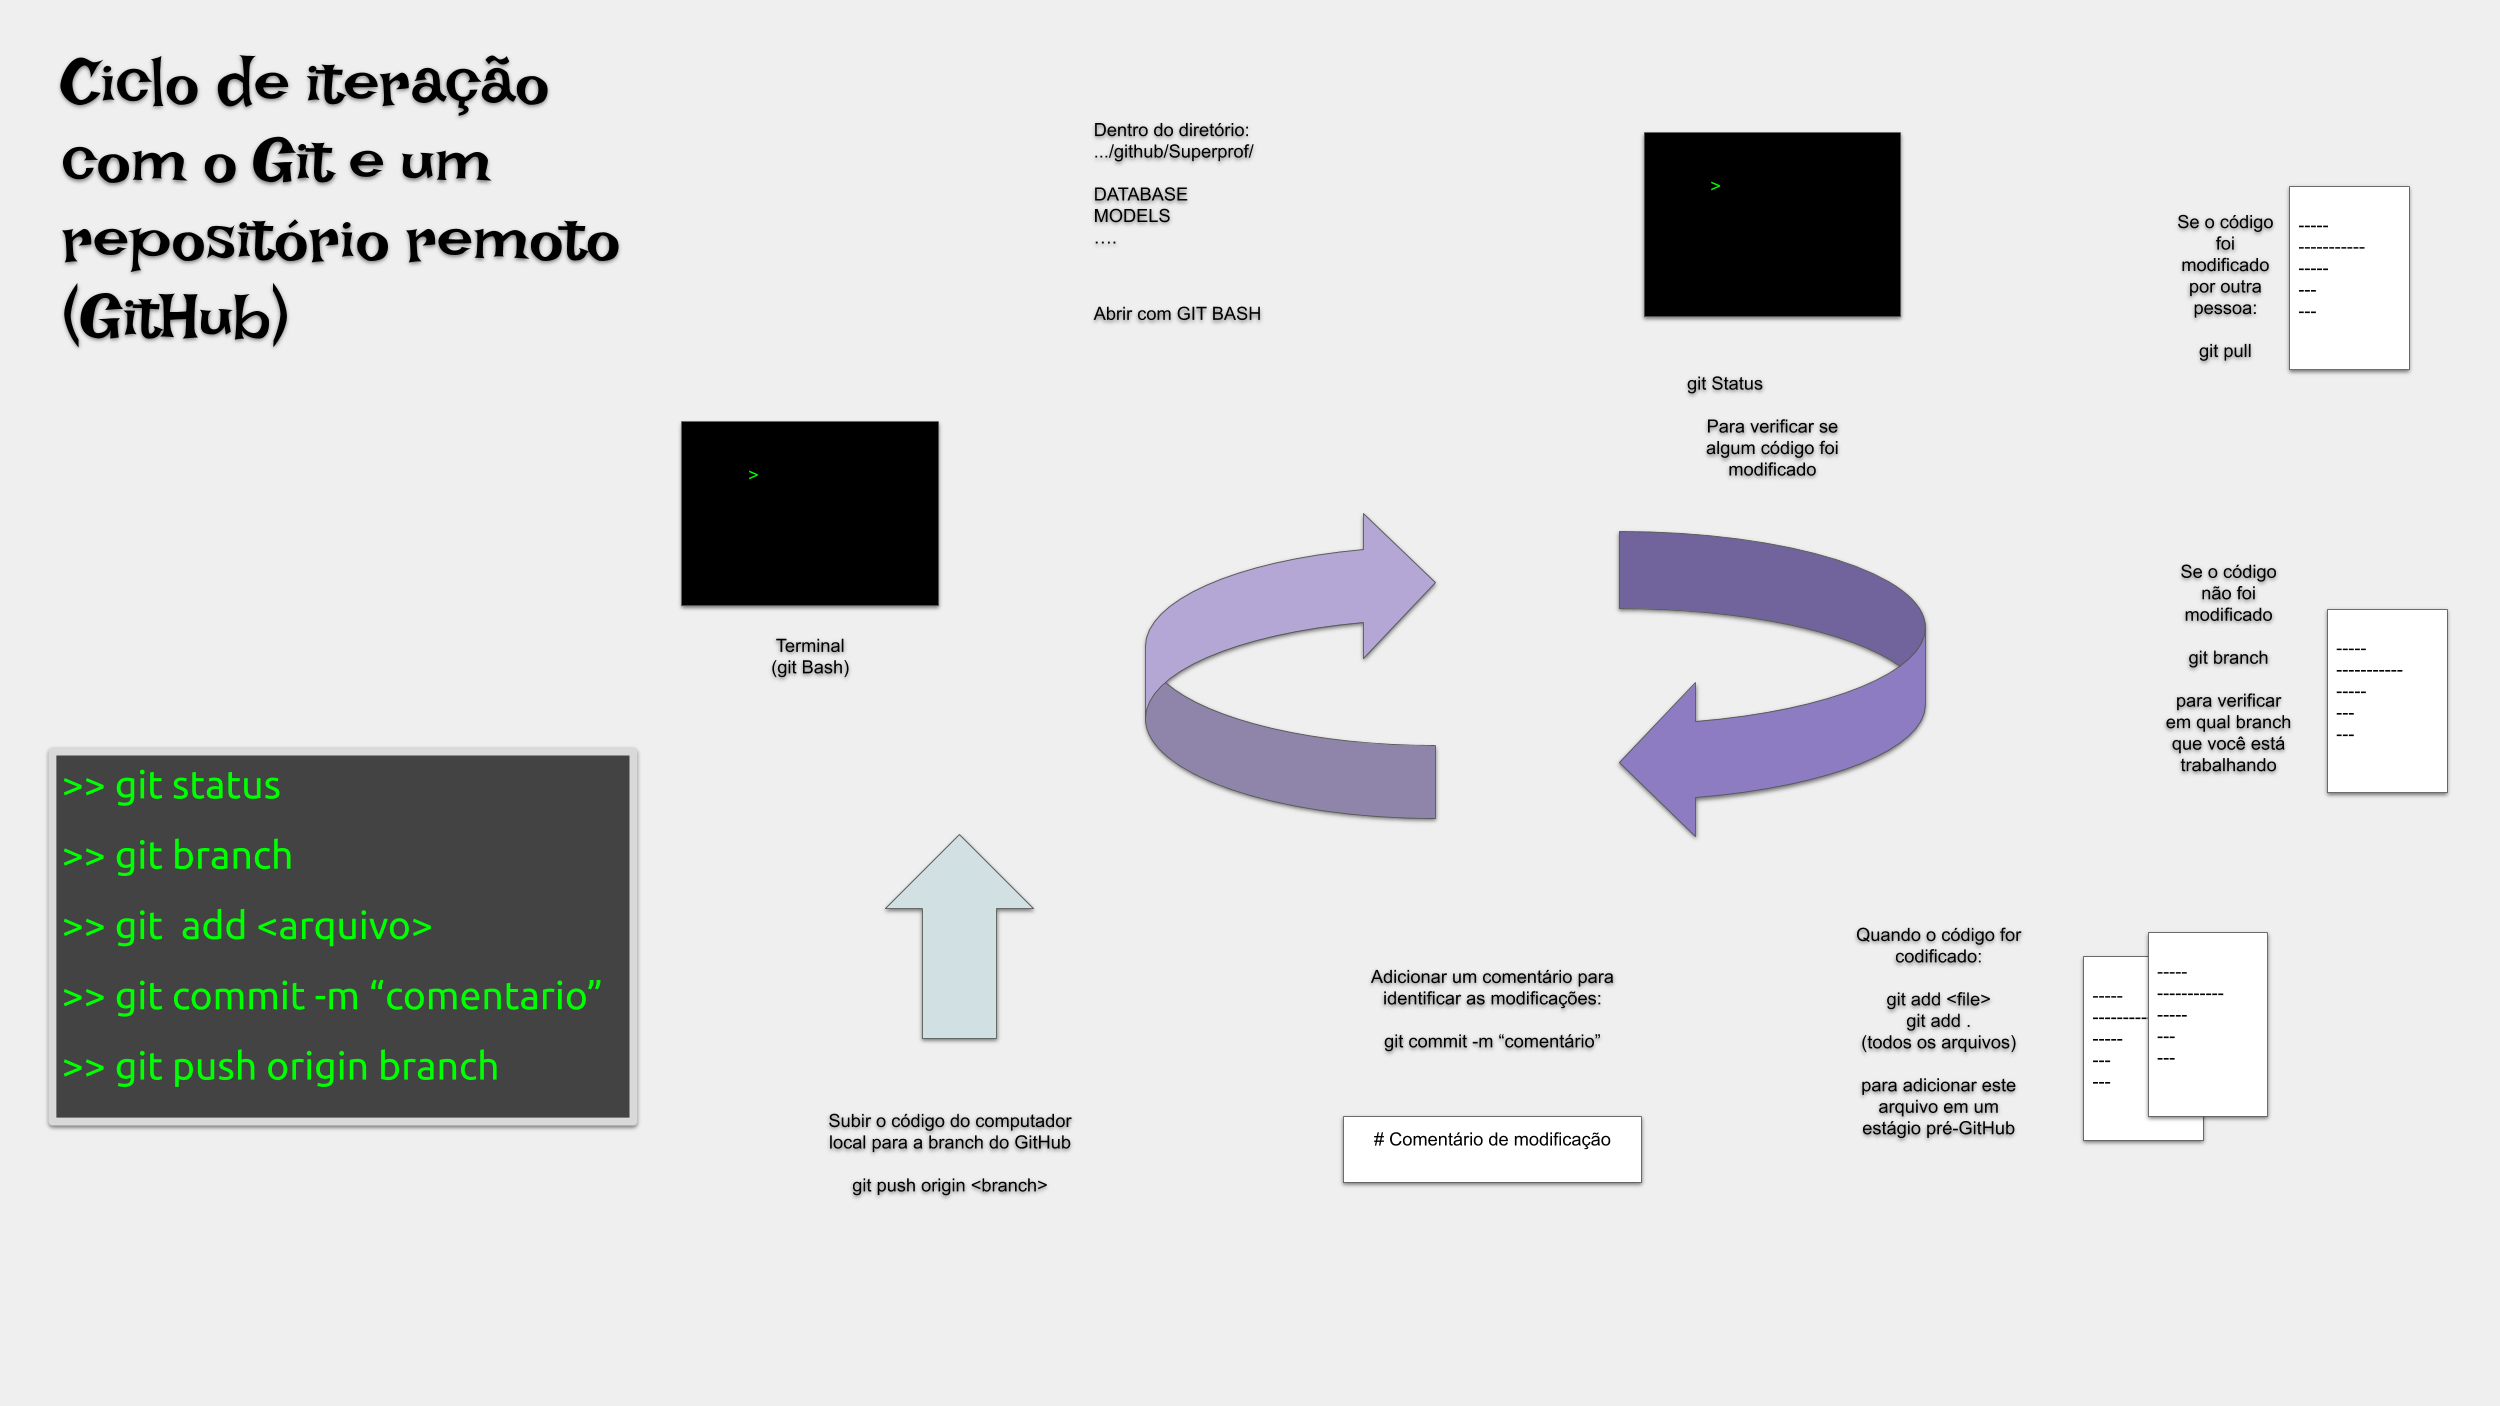 Ciclo de iteração
com o Git e um
repositório remoto
(GitHub)
Dentro do diretório:
.../github/Superprof/
DATABASE
MODELS
....
Abrir com GIT BASH
>
git Status
Para verificar se
algum código foi
modificado
Se o código
foi
modificado
por outra
pessoa:
git pull
-----
-----------
-----
---
---
>
Terminal
(git Bash)
Se o código
não foi
modificado
git branch
para verificar
em qual branch
que você está
trabalhando
-----
-----------
-----
---
---
>> git status
>> git branch
>> git  add <arquivo>
>> git commit -m “comentario”
>> git push origin branch
Subir o código do computador
local para a branch do GitHub
git push origin <branch>
Adicionar um comentário para
identificar as modificações:
git commit -m “comentário”
# Comentário de modificação
Quando o código for
codificado:
git add <file>
git add .
(todos os arquivos)
para adicionar este
arquivo em um
estágio pré-GitHub
-----
---------
-----
---
---
-----
-----------
-----
---
---